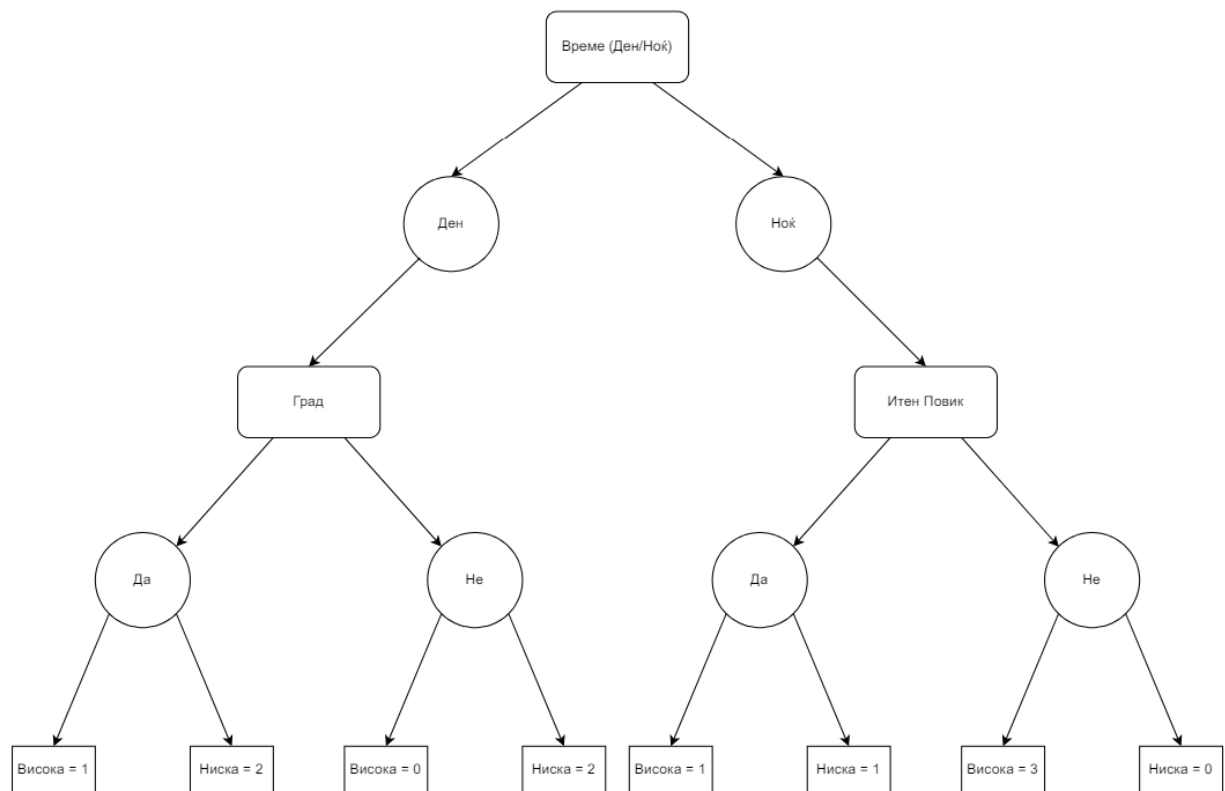 Време (Ден/Ноќ)
Ден
Ноќ
Град
Итен Повик
Да
Не
Да
Не
Висока = 1
Ниска = 2
Висока = 0
Ниска = 2
Висока = 1
Ниска = 1
Висока = 3
Ниска = 0